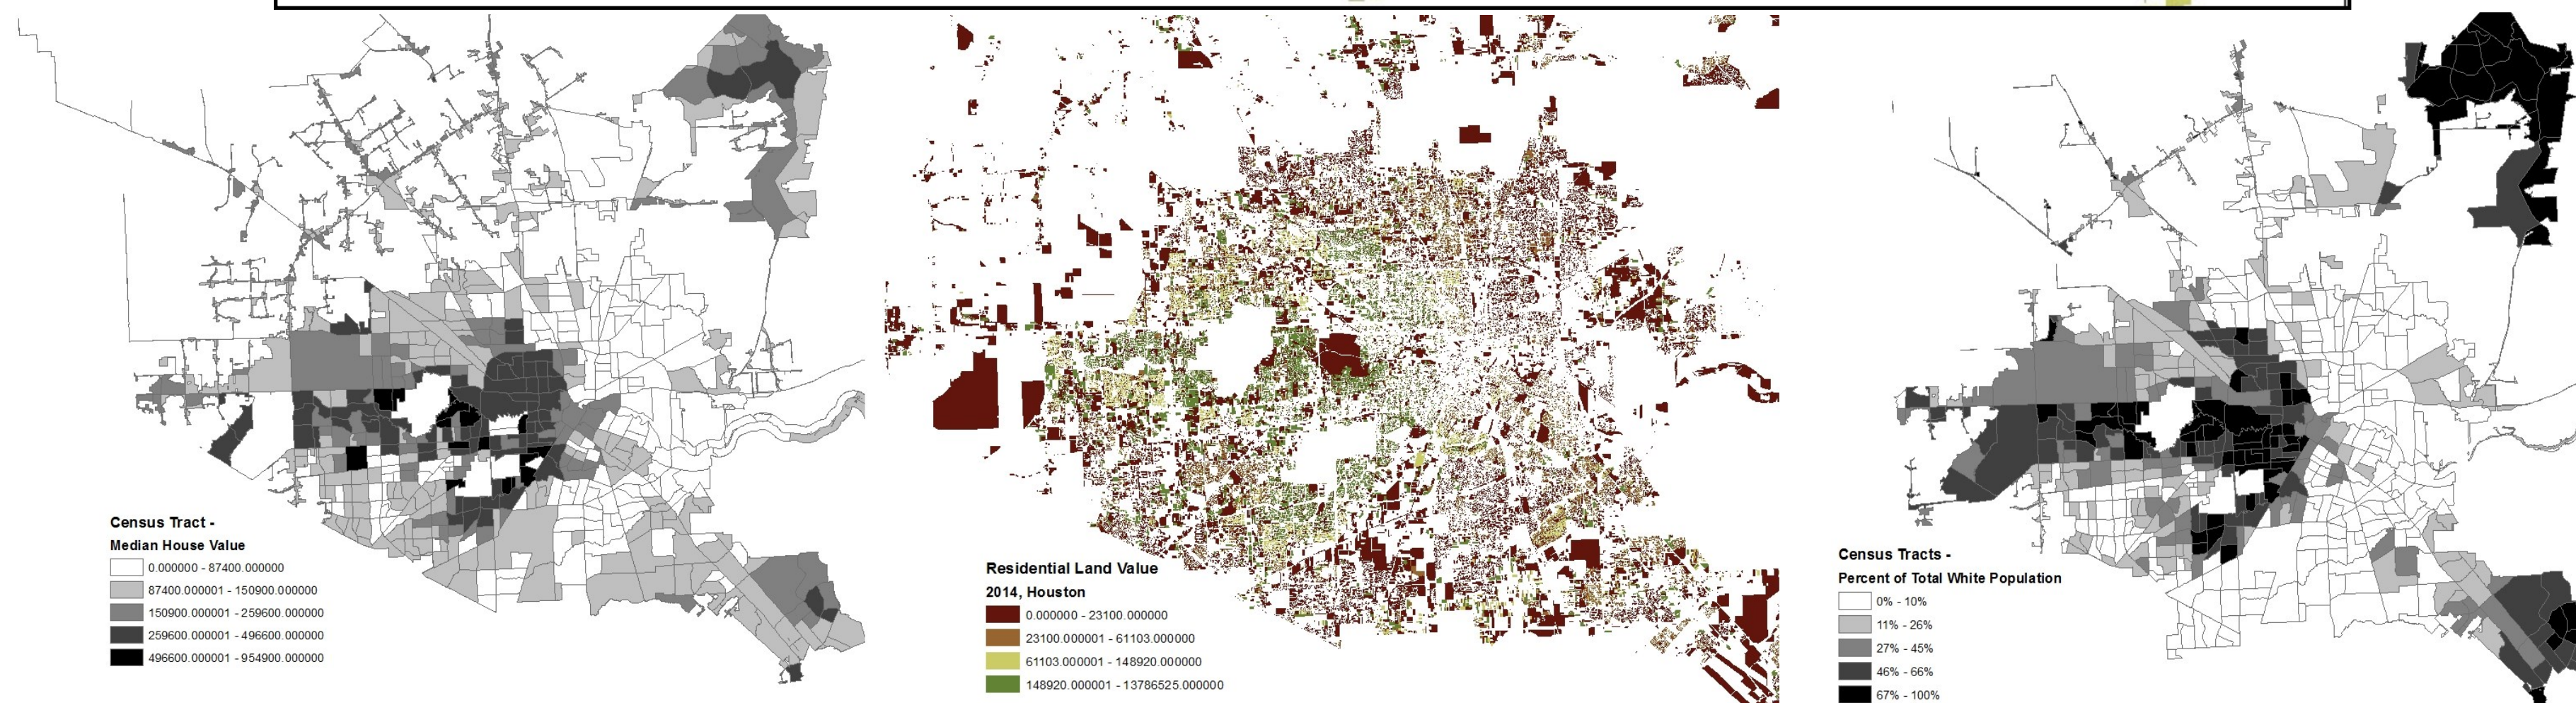 Census Tract -
Median House Value
0.000000 - 87400.000000
87400.000001 - 150900.000000
150900.000001 - 259600.000000
259600.000001 - 496600.000000
496600.000001 - 954900.000000
Residential Land Value
2014, Houston
0.000000 - 23100.000000
23100.000001 - 61103.000000
61103.000001 - 148920.000000
148920.000001 - 13786525.000000
Census Tracts -
Percent of Total White Population
0% - 10%
11% - 26%
27% - 45%
46% - 66%
67% - 100%